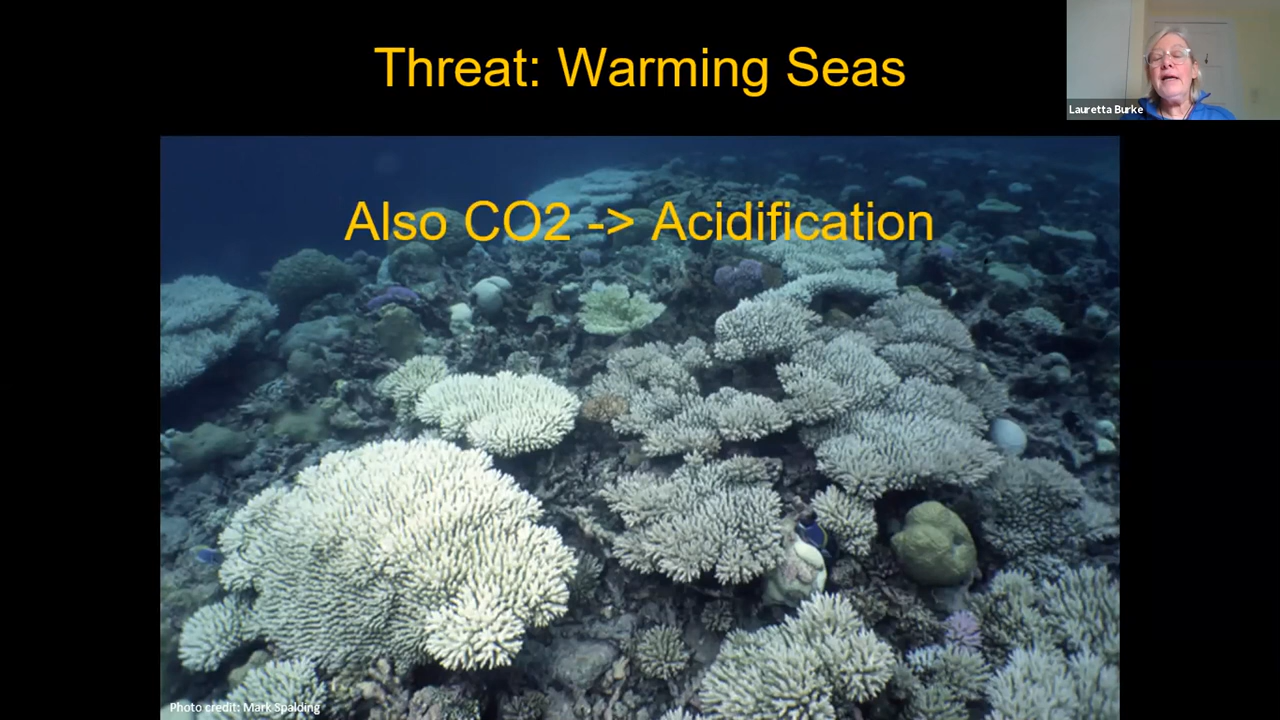 Threat: Warming Seas
Lauretta Burke
Also CO2 -> Acidification
Photo credit: Mark Spalding